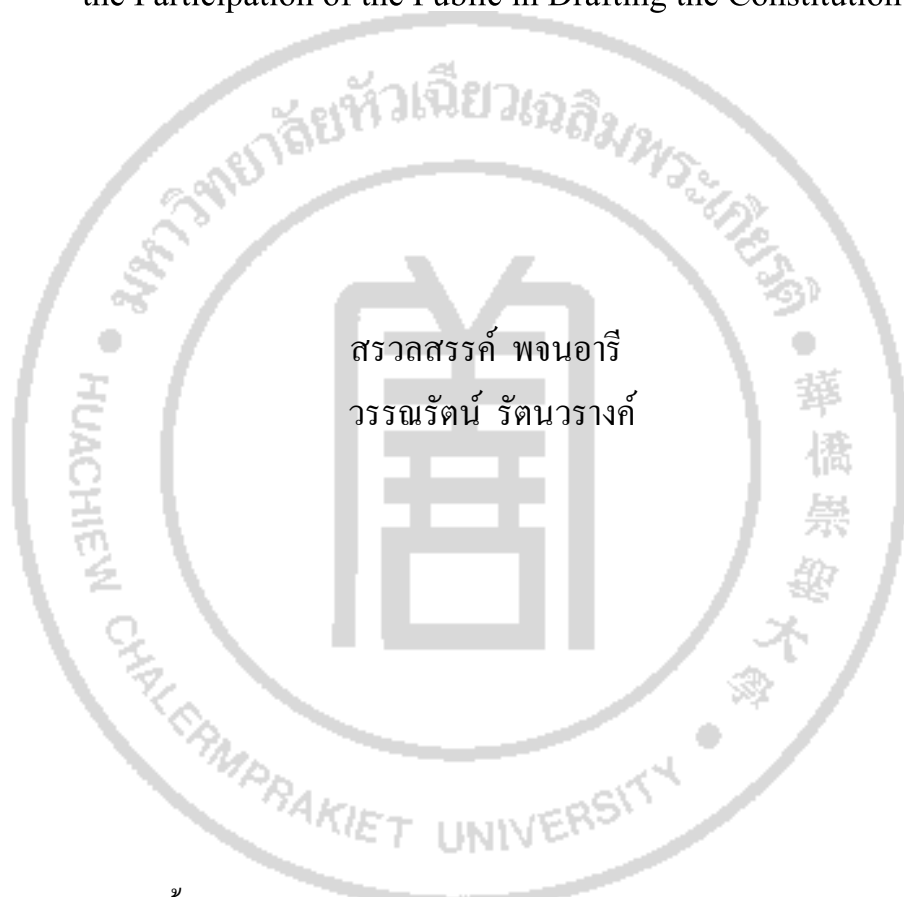 the Participation of the Public in Drafting the Constitution
มหาวิทยาลัยหัวเฉียวเฉลิมพระเกียรติ
สรวลสรรค์ พจนอารี
วรรณรัตน์ รัตนวรางค์
華僑崇聖大學
HUACHIEW CHALERMPRAKIET UNIVERSITY